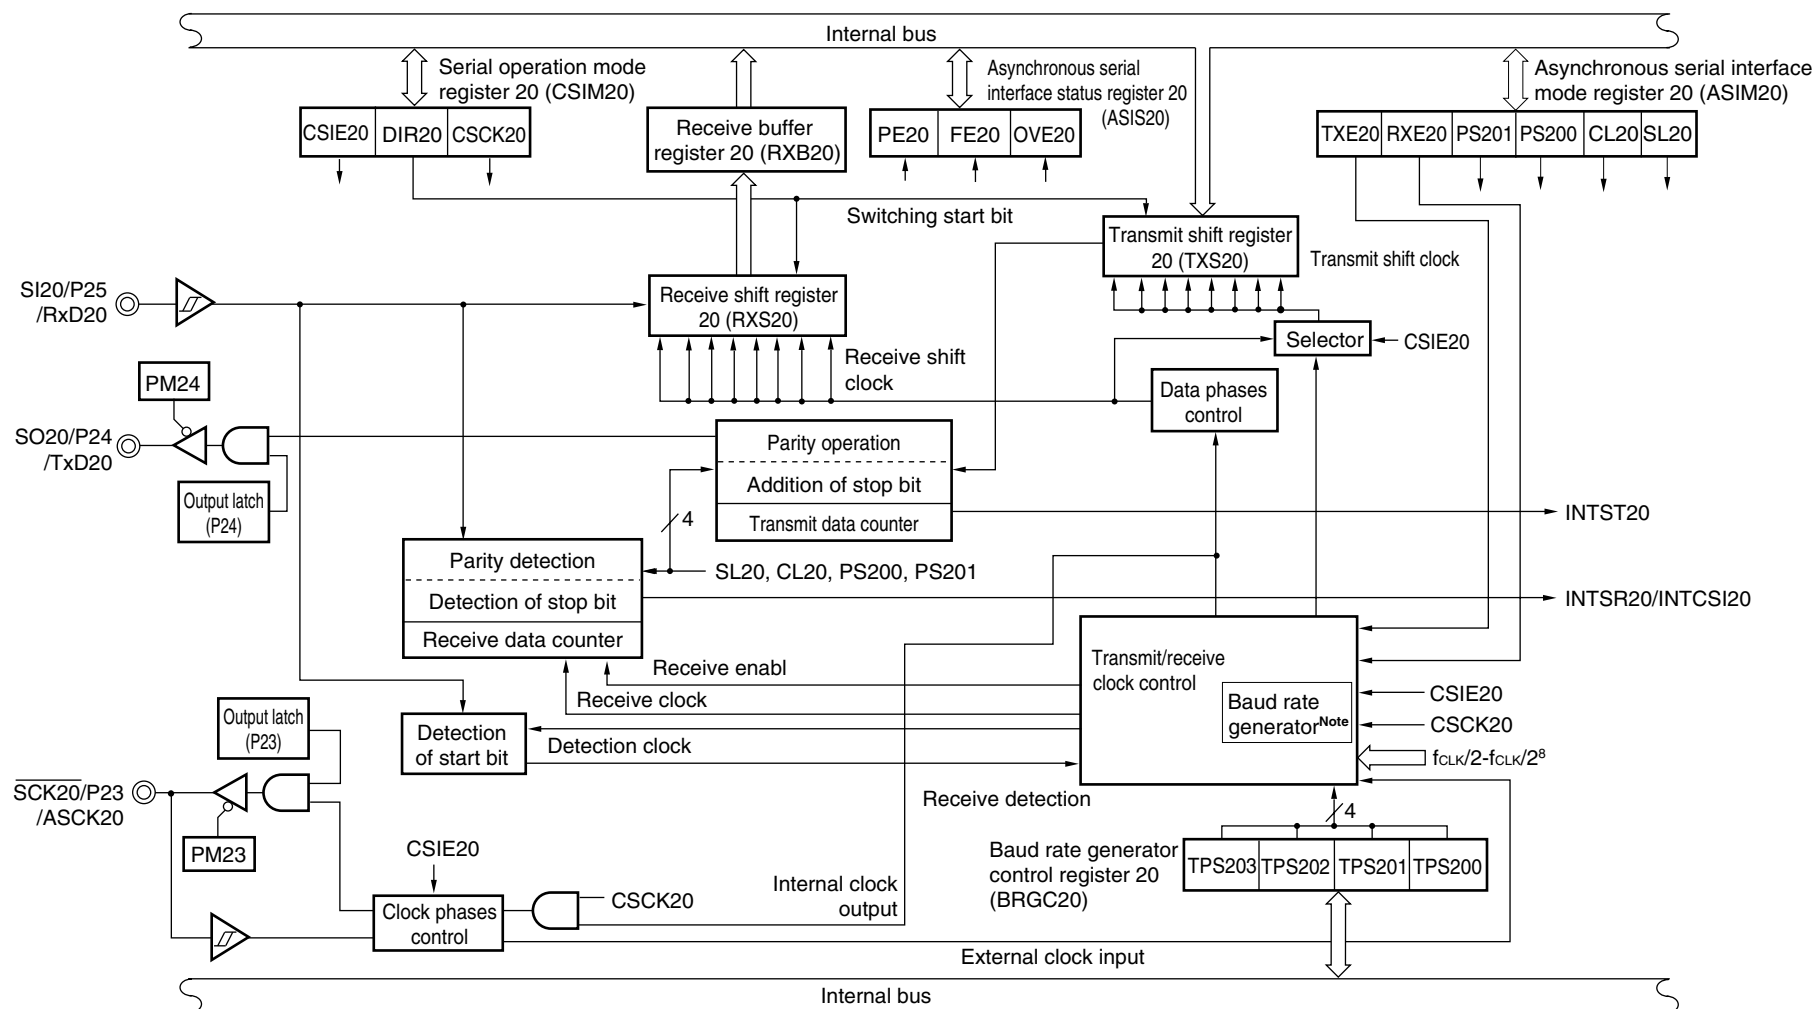 Internal bus
Serial operation mode
register 20 (CSIM20)
Asynchronous serial
interface status register 20
(ASIS20)
Asynchronous serial interface
mode register 20 (ASIM20)
CSIE20 DIR20 CSCK20
Receive buffer
register 20 (RXB20)
PE20 FE20 OVE20
TXE20 RXE20 PS201 PS200 CL20 SL20
Switching start bit
Transmit shift register
20 (TXS20)
Transmit shift clock
SI20/P25
/RxD20
Receive shift register
20 (RXS20)
Selector
CSIE20
Receive shift
clock
PM24
Data phases
control
SO20/P24
/TxD20
Parity operation
Addition of stop bit
Transmit data counter
Output latch
(P24)
4
INTST20
Parity detection
Detection of stop bit
Receive data counter
SL20, CL20, PS200, PS201
INTSR20/INTCSI20
Receive enabl
Receive clock
Transmit/receive
clock control
Baud rate
generatorNote
CSIE20
CSCK20
fCLK/2-fCLK/2⁸
Output latch
(P23)
Detection
of start bit
Detection clock
Receive detection
SCK20/P23
/ASCK20
PM23
4
Baud rate generator
control register 20
(BRGC20)
TPS203 TPS202 TPS201 TPS200
CSIE20
Clock phases
control
CSCK20
Internal clock
output
External clock input
Internal bus